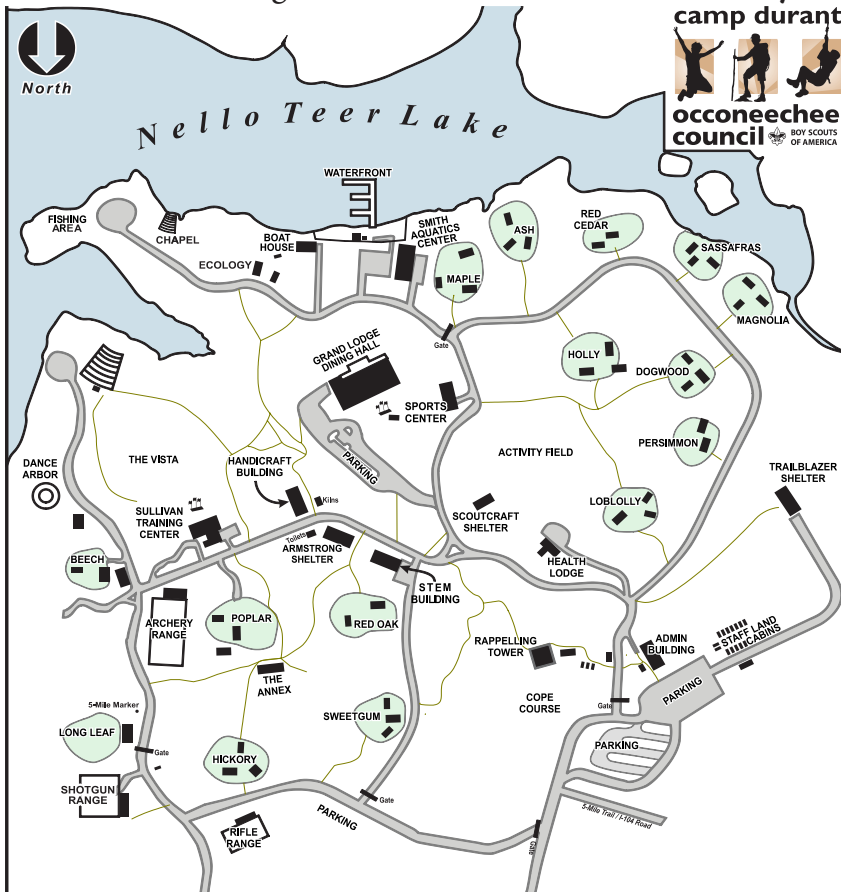 camp durant
occoneechee
council
BOY SCOUTS
OF AMERICA
North
Nello Teer Lake
WATERFRONT
FISHING
AREA
CHAPEL
BOAT
HOUSE
ECOLOGY
SMITH
AQUATICS
CENTER
MAPLE
ASH
RED
CEDAR
SASSAFRAS
MAGNOLIA
Gate
GRAND LODGE
DINING HALL
HOLLY
DOGWOOD
SPORTS
CENTER
PERSIMMON
PARKING
ACTIVITY FIELD
DANCE
ARBOR
THE VISTA
HANDICRAFT
BUILDING
Kilns
TRAILBLAZER
SHELTER
LOBLOLLY
SCOUTCRAFT
SHELTER
SULLIVAN
TRAINING
CENTER
Toilets
ARMSTRONG
SHELTER
HEALTH
LODGE
BEECH
STEM
BUILDING
ARCHERY
RANGE
POPLAR
RED OAK
RAPPELLING
TOWER
ADMIN
BUILDING
STAFF LAND
CABINS
THE
ANNEX
COPE
COURSE
PARKING
5-Mile Marker
SWEETGUM
Gate
LONG LEAF
Gate
HICKORY
PARKING
SHOTGUN
RANGE
Gate
PARKING
RIFLE
RANGE
5-Mile Trail / I-104 Road
Gate